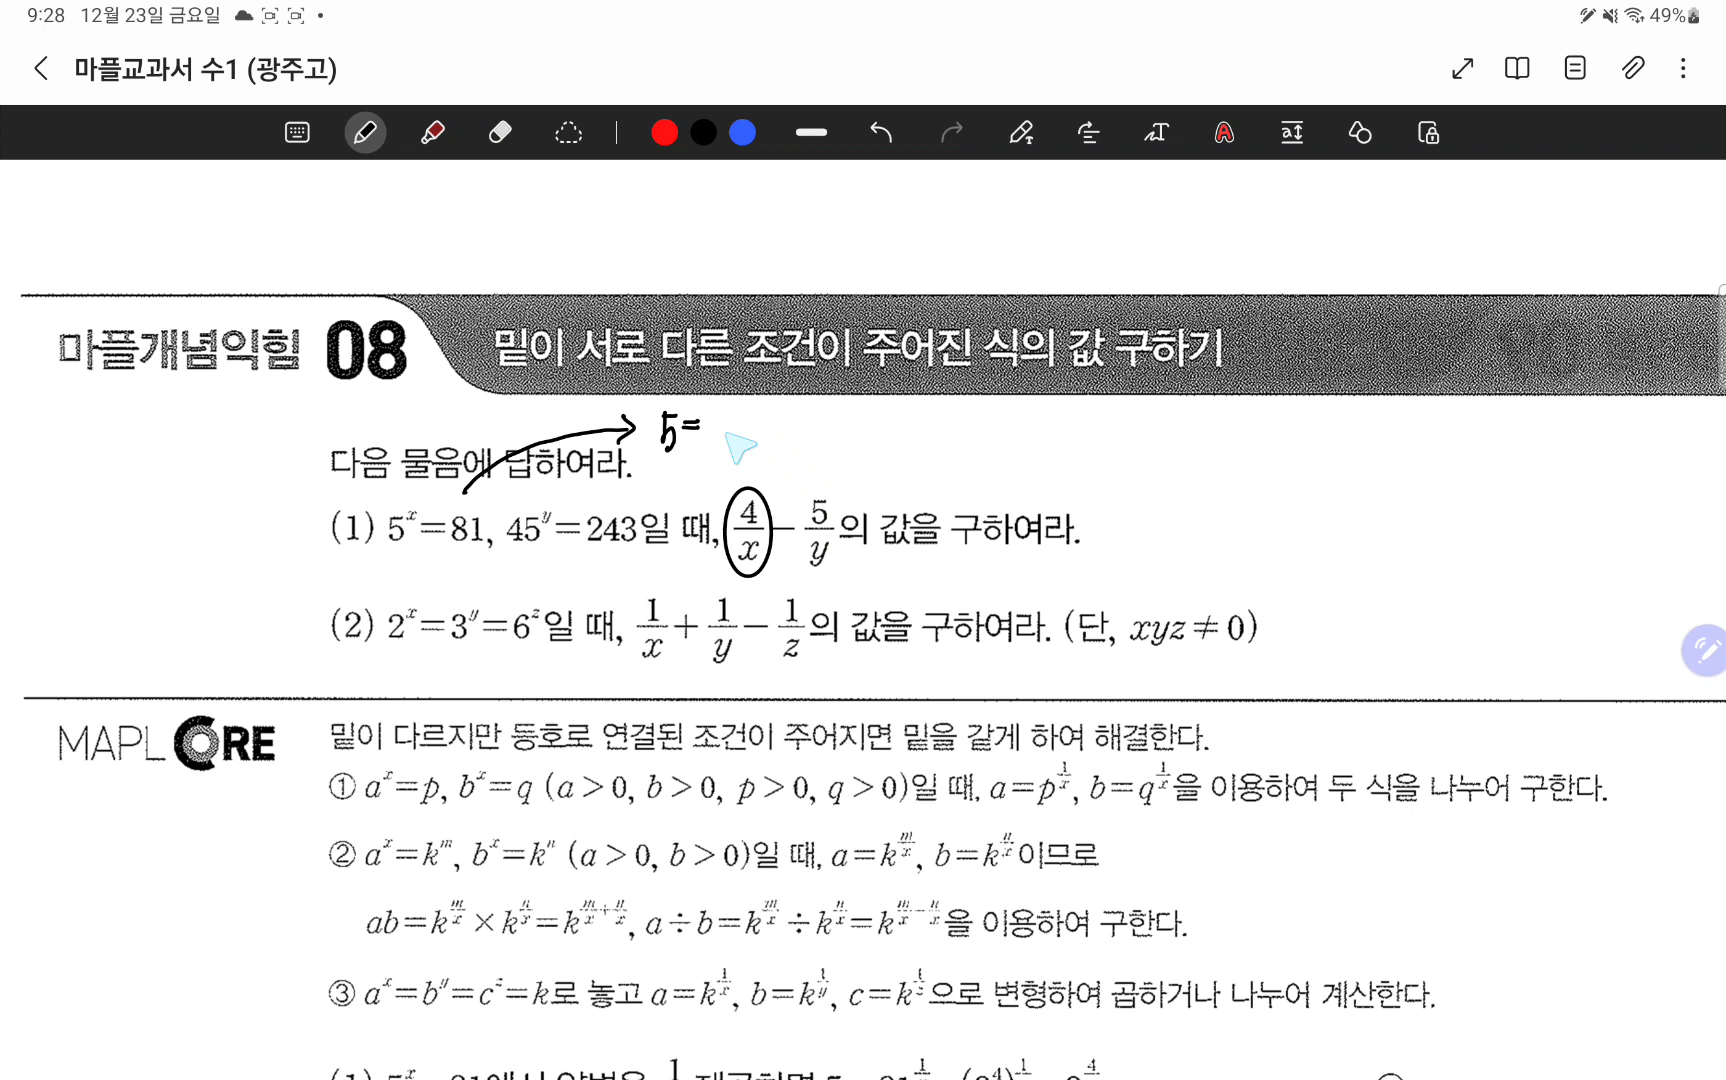 9:28 12월 23일 금요일
49%
마플교과서 수1 (광주고)
마플개념익힘 08 밑이 서로 다른 조건이 주어진 식의 값 구하기
5=
다음 물음에 답하여라.
(1) 5^x=81, 45^y=243일 때, 4/x - 5/y의 값을 구하여라.
(2) 2^x=3^y=6^z일 때, 1/x + 1/y - 1/z의 값을 구하여라. (단, xyz≠0)
MAPL CORE 밑이 다르지만 등호로 연결된 조건이 주어지면 밑을 같게 하여 해결한다.
① a^x=p, b^x=q (a>0, b>0, p>0, q>0)일 때, a=p^(1/x), b=q^(1/x)을 이용하여 두 식을 나누어 구한다.
② a^x=k^m, b^x=k^n (a>0, b>0)일 때, a=k^(m/x), b=k^(n/x)이므로
ab=k^(m/x)×k^(n/x)=k^(m/x+n/x), a÷b=k^(m/x)÷k^(n/x)=k^(m/x-n/x)을 이용하여 구한다.
③ a^x=b^y=c^z=k로 놓고 a=k^(1/x), b=k^(1/y), c=k^(1/z)으로 변형하여 곱하거나 나누어 계산한다.